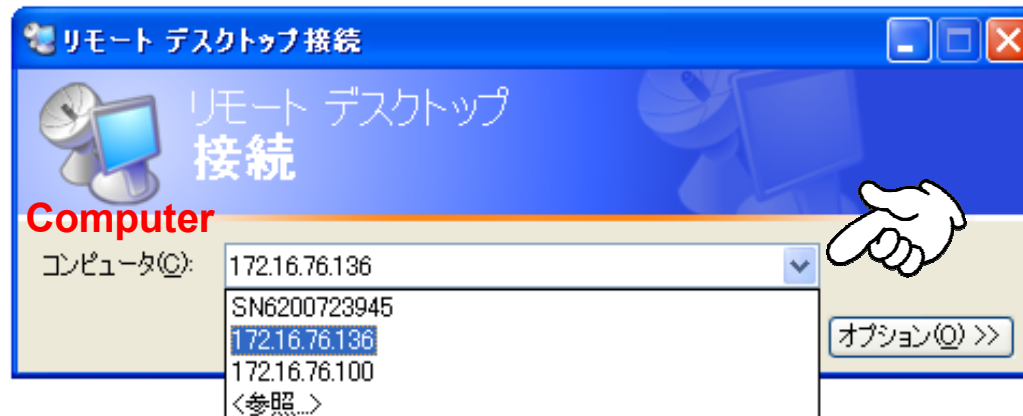 リモート デスクトップ接続
リモート デスクトップ
接続
Computer
コンピュータ(C):
172.16.76.136
SN6200723945
172.16.76.136
オプション(O) >>
172.16.76.100
<参照...>